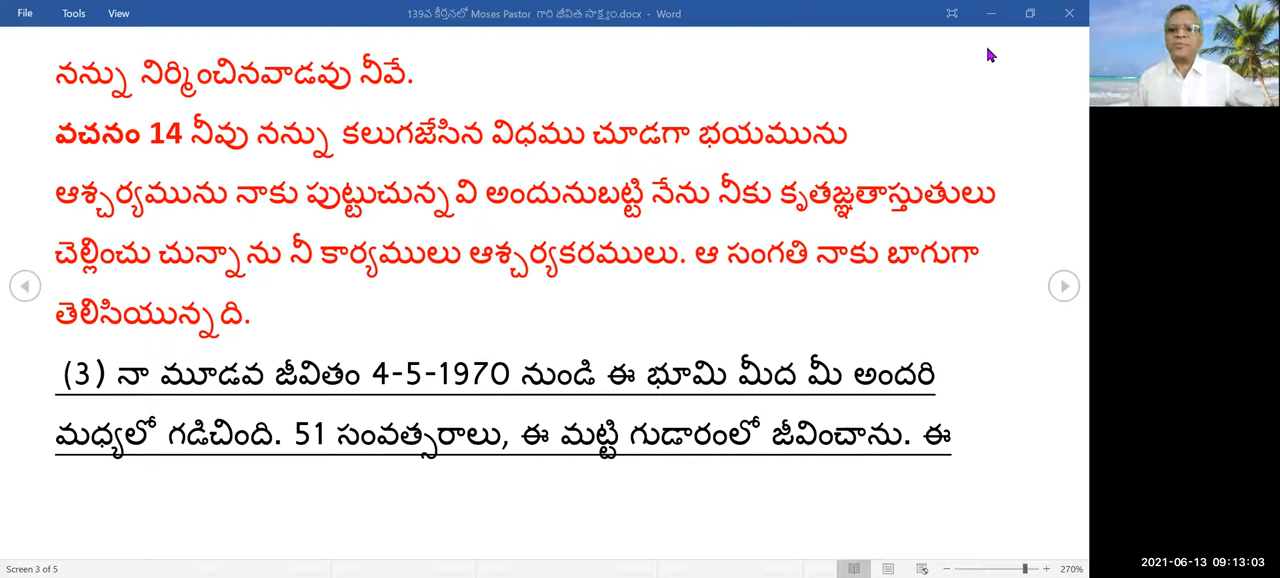 File Tools View 139వ కీర్తనలో Moses Pastor గారి జీవిత సాక్ష్యం.docx - Word
నన్ను నిర్మించినవాడవు నీవే.
వచనం 14 నీవు నన్ను కలుగజేసిన విధము చూడగా భయమును
ఆశ్చర్యమును నాకు పుట్టుచున్నవి అందునుబట్టి నేను నీకు కృతజ్ఞతాస్తుతులు
చెల్లించు చున్నాను నీ కార్యములు ఆశ్చర్యకరములు. ఆ సంగతి నాకు బాగుగా
తెలిసియున్నది.
(3) నా మూడవ జీవితం 4-5-1970 నుండి ఈ భూమి మీద మీ అందరి
మధ్యలో గడిచింది. 51 సంవత్సరాలు, ఈ మట్టి గుడారంలో జీవించాను. ఈ
Screen 3 of 5
270%
2021-06-13 09:13:03